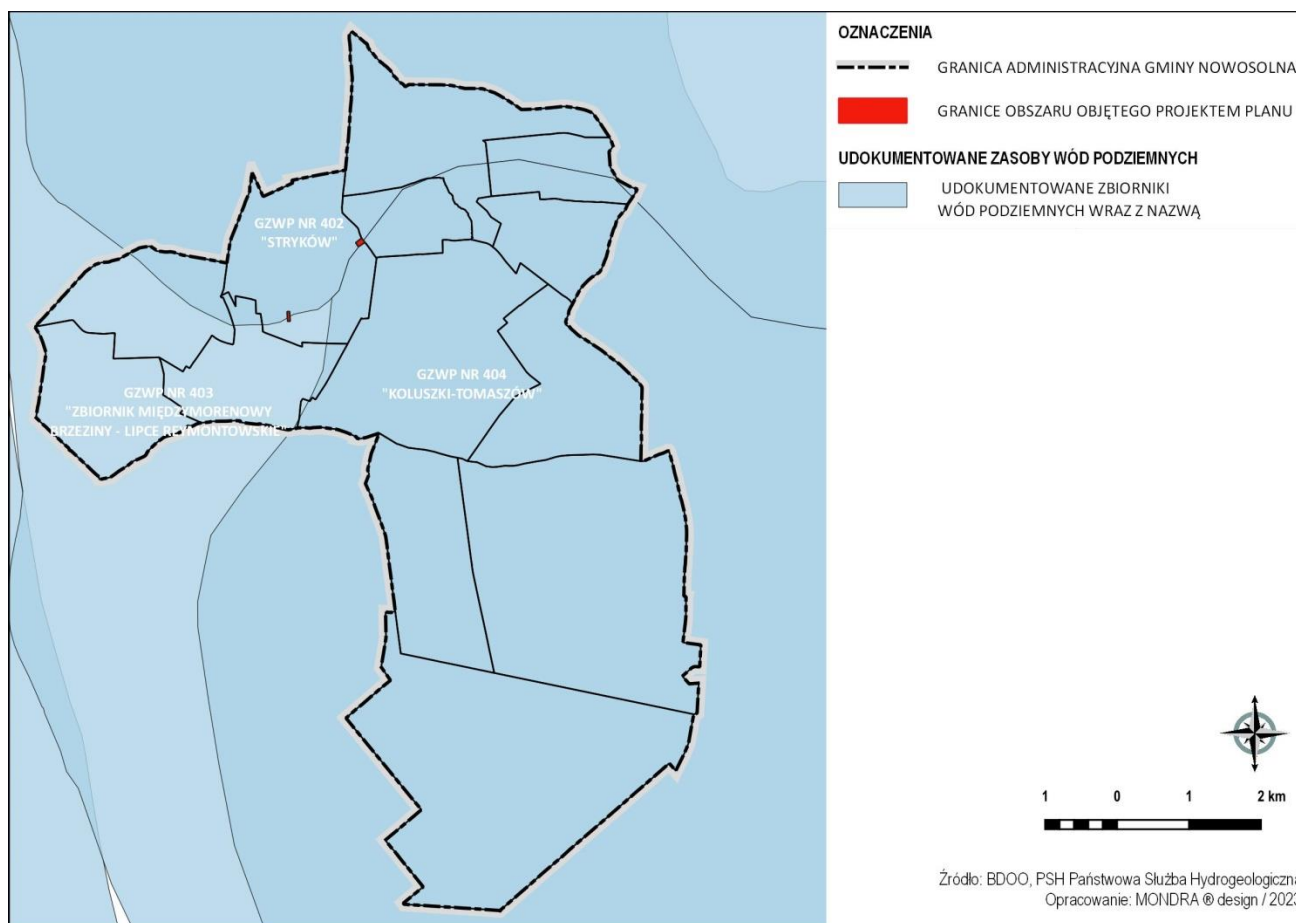 OZNACZENIA
GRANICA ADMINISTRACYJNA GMINY NOWOSOLNA
GRANICE OBSZARU OBJĘTEGO PROJEKTEM PLANU
UDOKUMENTOWANE ZASOBY WÓD PODZIEMNYCH
UDOKUMENTOWANE ZBIORNIKI
WÓD PODZIEMNYCH WRAZ Z NAZWĄ
GZWP NR 402
"STRYKÓW"
GZWP NR 403
"ZBIORNIK MIĘDZYMORENOWY
BRZEZINY - LIPCE REYMONTOWSKIE"
GZWP NR 404
"KOLUSZKI-TOMASZÓW"
1 0 1 2 km
Źródło: BDOO, PSH Państwowa Służba Hydrogeologiczna
Opracowanie: MONDRA ® design / 2023